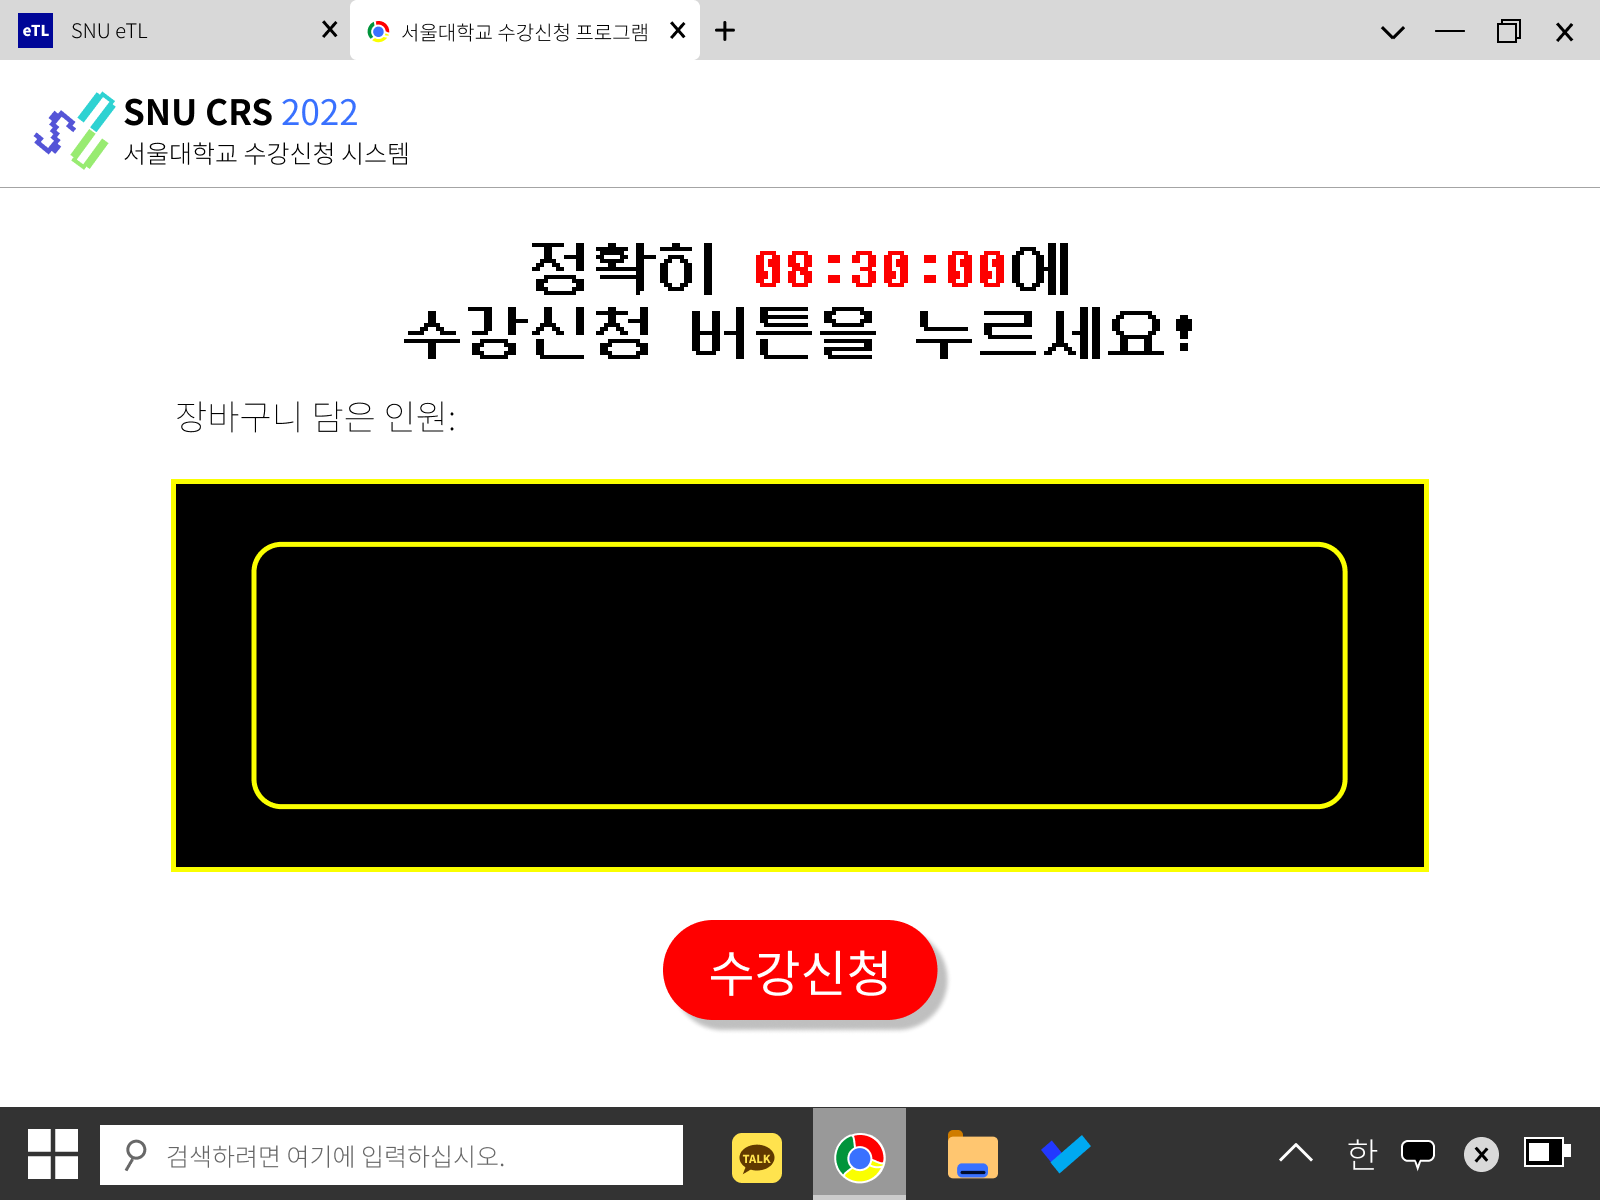 eTL SNU eTL
서울대학교 수강신청 프로그램
SNU CRS 2022
서울대학교 수강신청 시스템
정확히 08:30:00에
수강신청 버튼을 누르세요!
장바구니 담은 인원:
수강신청
검색하려면 여기에 입력하십시오.
TALK
한